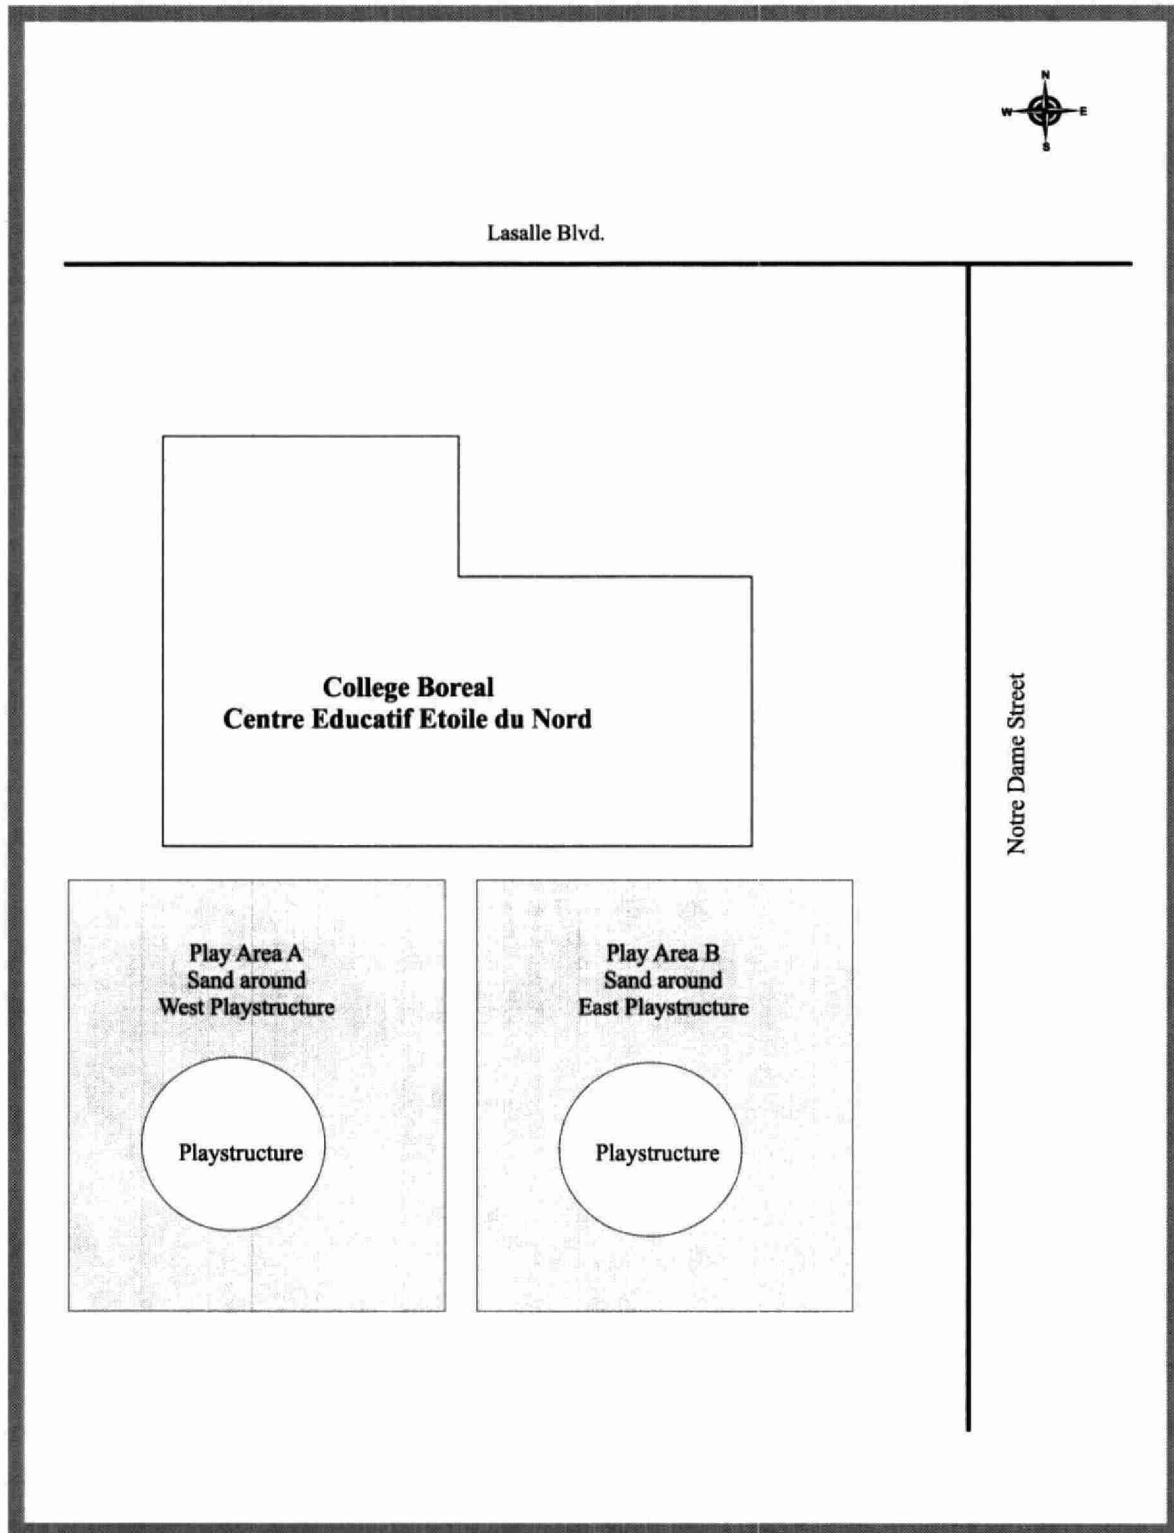 N
W E
S
Lasalle Blvd.
College Boreal
Centre Educatif Etoile du Nord
Notre Dame Street
Play Area A
Sand around
West Playstructure
Play Area B
Sand around
East Playstructure
Playstructure
Playstructure